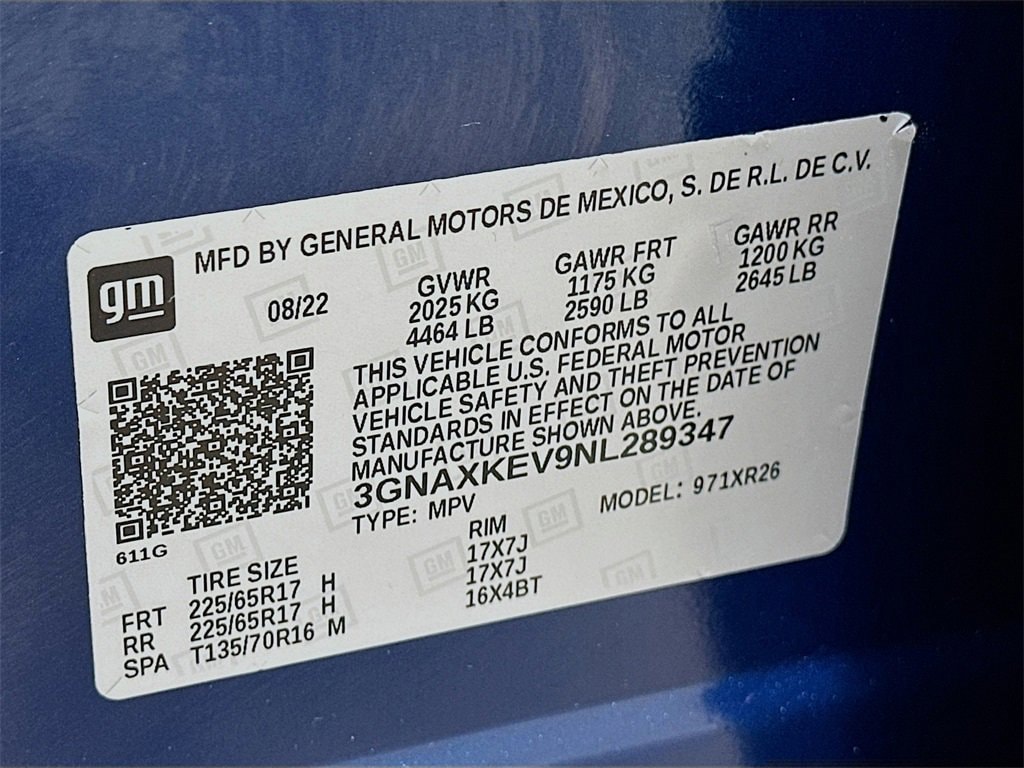 MFD BY GENERAL MOTORS DE MEXICO, S. DE R.L. DE C.V.
gm
08/22
GVWR
2025 KG
4464 LB
GAWR FRT
1175 KG
2590 LB
GAWR RR
1200 KG
2645 LB
THIS VEHICLE CONFORMS TO ALL
APPLICABLE U.S. FEDERAL MOTOR
VEHICLE SAFETY AND THEFT PREVENTION
STANDARDS IN EFFECT ON THE DATE OF
MANUFACTURE SHOWN ABOVE.
3GNAXKEV9NL289347
TYPE: MPV
MODEL: 971XR26
611G
TIRE SIZE
RIM
FRT 225/65R17 H 17X7J
RR 225/65R17 H 17X7J
SPA T135/70R16 M 16X4BT